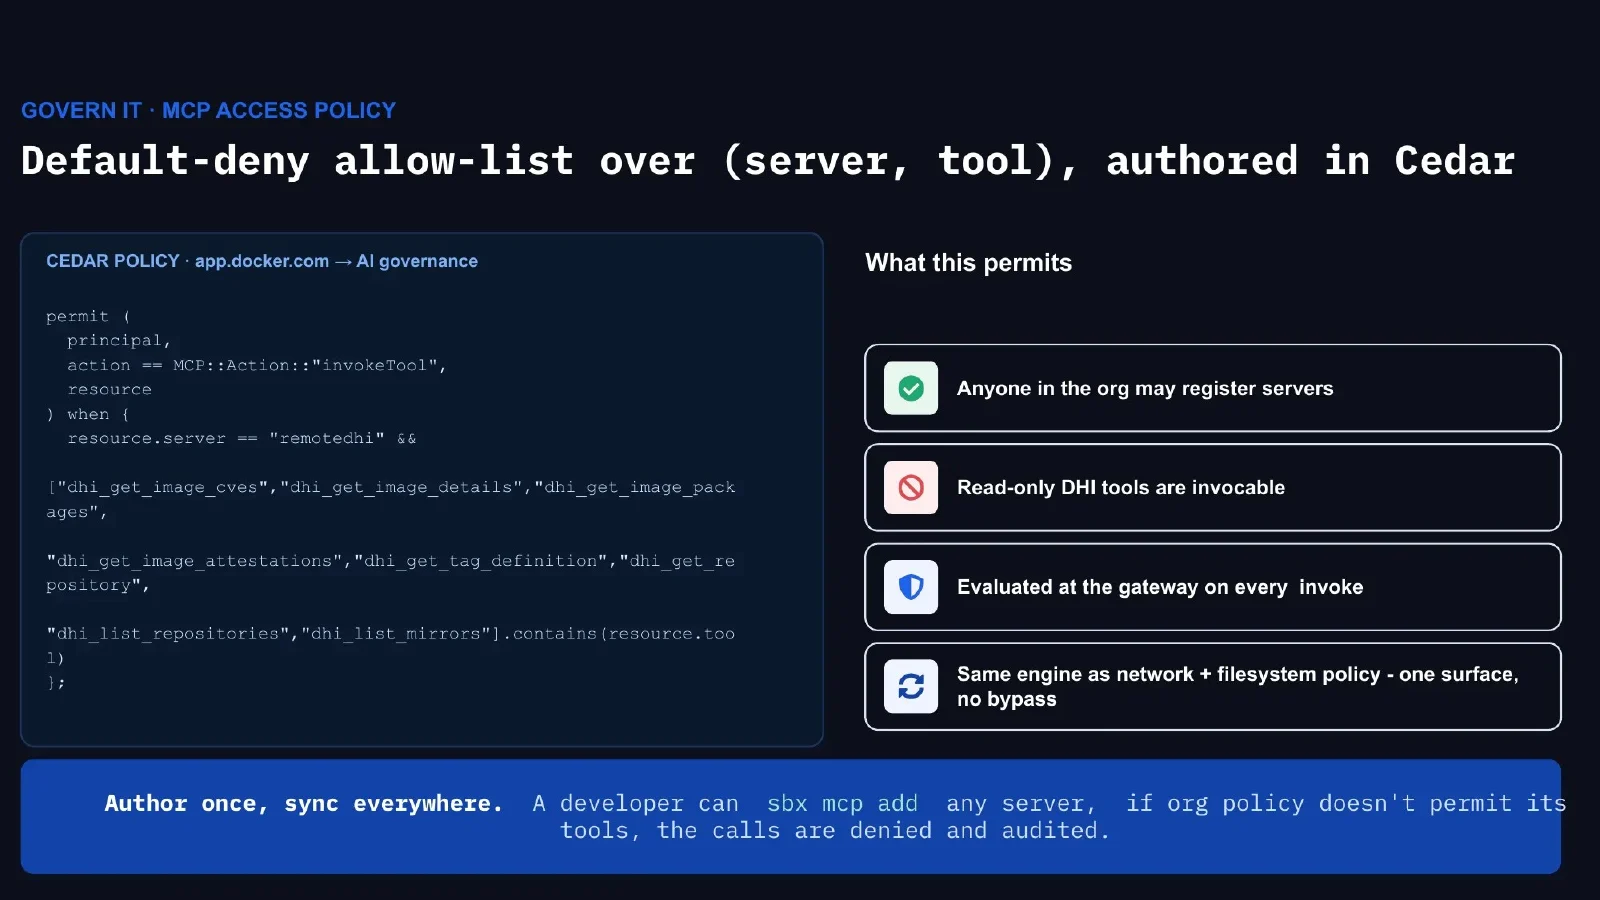 GOVERN IT · MCP ACCESS POLICY
Default-deny allow-list over (server, tool), authored in Cedar
CEDAR POLICY · app.docker.com → AI governance
permit (
  principal,
  action == MCP::Action::"invokeTool",
  resource
) when {
  resource.server == "remotedhi" &&
["dhi_get_image_cves","dhi_get_image_details","dhi_get_image_pack
ages",
"dhi_get_image_attestations","dhi_get_tag_definition","dhi_get_re
pository",
"dhi_list_repositories","dhi_list_mirrors"].contains(resource.too
l)
};
What this permits
Anyone in the org may register servers
Read-only DHI tools are invocable
Evaluated at the gateway on every  invoke
Same engine as network + filesystem policy - one surface,
no bypass
Author once, sync everywhere.  A developer can  sbx mcp add  any server,  if org policy doesn't permit its
tools, the calls are denied and audited.